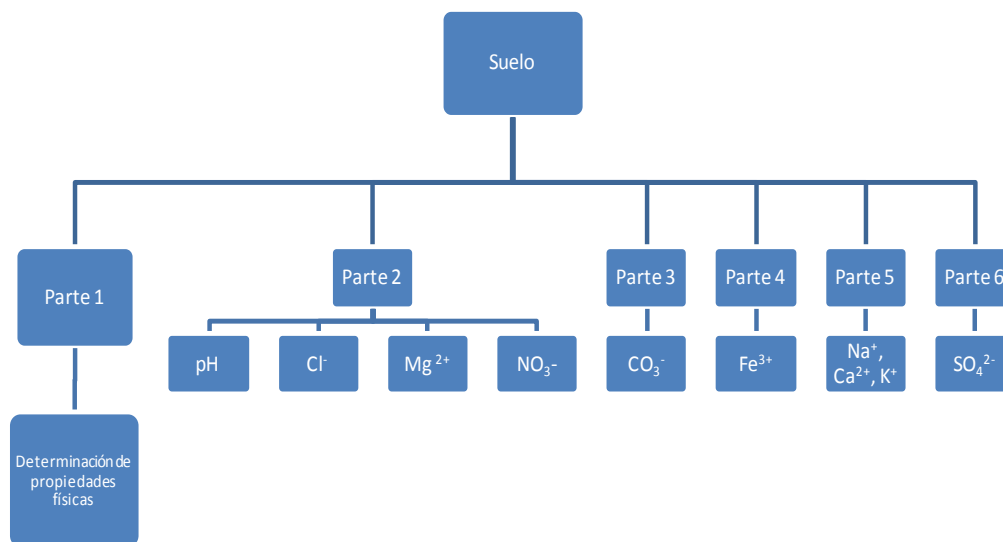 Suelo
Parte 1
Parte 2
Parte 3
Parte 4
Parte 5
Parte 6
pH
Cl⁻
Mg ²⁺
NO₃-
CO₃⁻
Fe³⁺
Na⁺,
Ca²⁺, K⁺
SO₄²⁻
Determinación de
propiedades
físicas